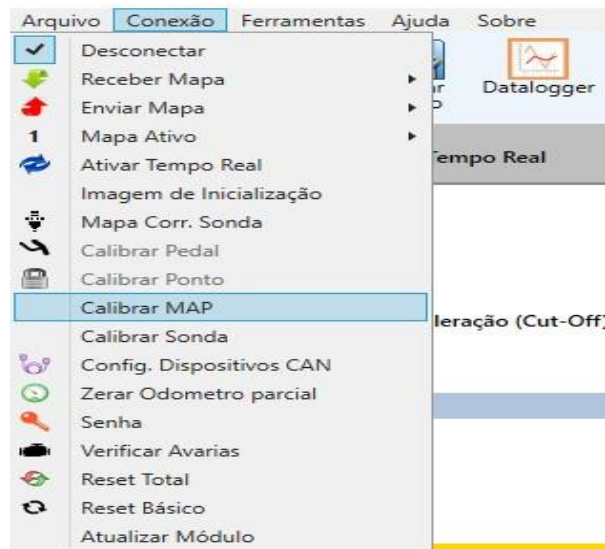 Arquivo Conexão Ferramentas Ajuda Sobre
Desconectar
Receber Mapa
Enviar Mapa
1 Mapa Ativo
Ativar Tempo Real
Imagem de Inicialização
Mapa Corr. Sonda
Calibrar Pedal
Calibrar Ponto
Calibrar MAP
Calibrar Sonda
Config. Dispositivos CAN
Zerar Odometro parcial
Senha
Verificar Avarias
Reset Total
Reset Básico
Atualizar Módulo
Datalogger
Tempo Real
leração (Cut-Off)